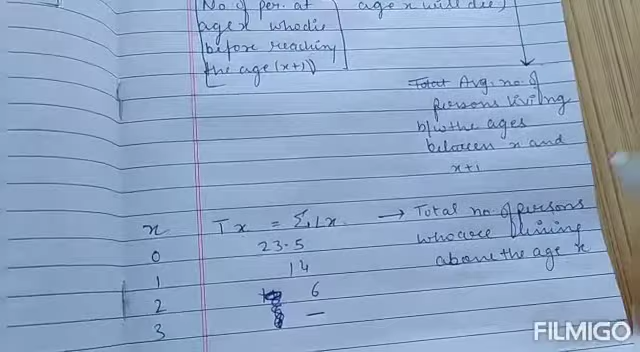 No. of per. at
age x who die
before reaching
the age (x+1)
age x will die)
Total Avg. no. of
persons living
b/w the ages
between x and
x+1
x Tx = Σ Lx → Total no. of persons
who are living
above the age x
0 23.5
1 14
2 6
3 —
FILMIGO